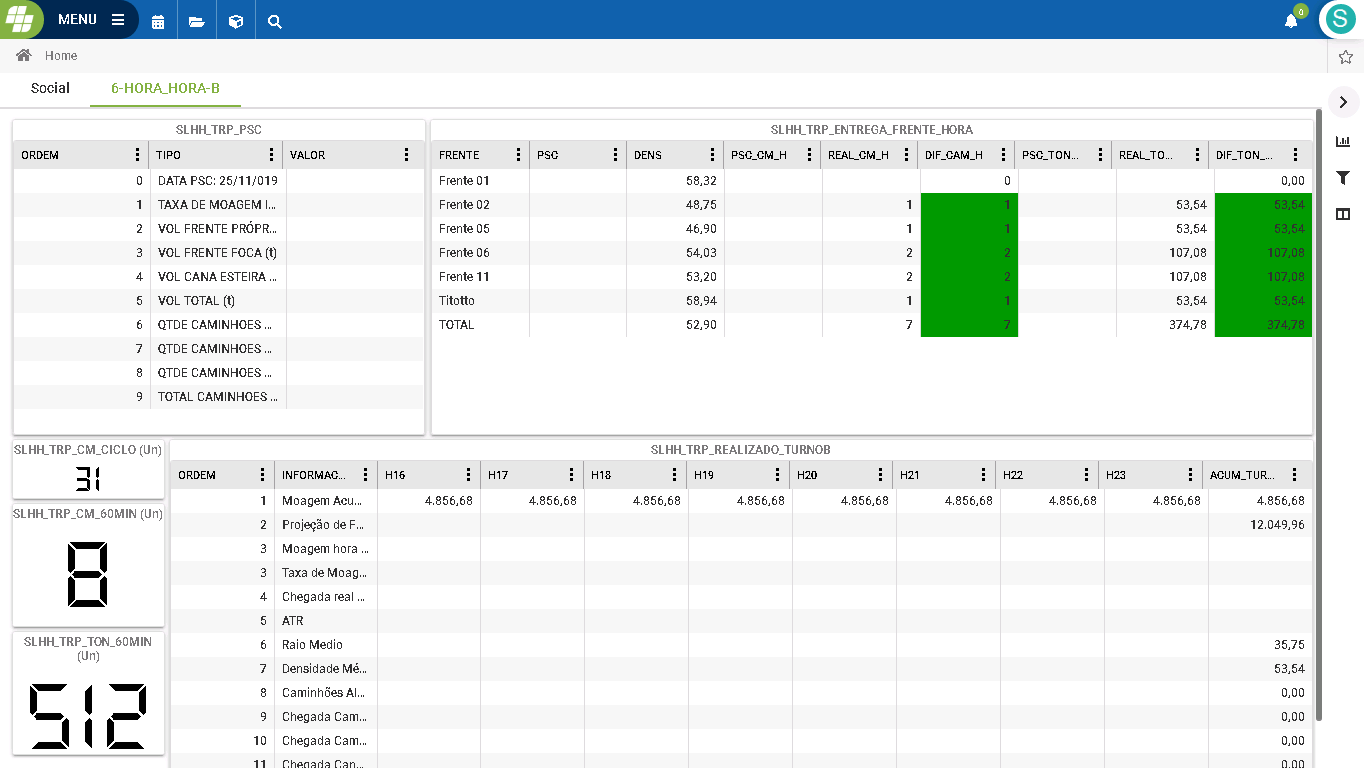 MENU
0
S
Home
Social 6-HORA_HORA-B
SLHH_TRP_PSC
ORDEM TIPO VALOR
0 DATA PSC: 25/11/019
1 TAXA DE MOAGEM I...
2 VOL FRENTE PRÓPR...
3 VOL FRENTE FOCA (t)
4 VOL CANA ESTEIRA ...
5 VOL TOTAL (t)
6 QTDE CAMINHOES ...
7 QTDE CAMINHOES ...
8 QTDE CAMINHOES ...
9 TOTAL CAMINHOES ...
SLHH_TRP_ENTREGA_FRENTE_HORA
FRENTE PSC DENS PSC_CM_H REAL_CM_H DIF_CAM_H PSC_TON... REAL_TO... DIF_TON_...
Frente 01 58,32 0 0,00
Frente 02 48,75 1 1 53,54 53,54
Frente 05 46,90 1 1 53,54 53,54
Frente 06 54,03 2 2 107,08 107,08
Frente 11 53,20 2 2 107,08 107,08
Titotto 58,94 1 1 53,54 53,54
TOTAL 52,90 7 7 374,78 374,78
SLHH_TRP_CM_CICLO (Un)
31
SLHH_TRP_CM_60MIN (Un)
8
SLHH_TRP_TON_60MIN
(Un)
512
SLHH_TRP_REALIZADO_TURNOB
ORDEM INFORMAC... H16 H17 H18 H19 H20 H21 H22 H23 ACUM_TUR...
1 Moagem Acu... 4.856,68 4.856,68 4.856,68 4.856,68 4.856,68 4.856,68 4.856,68 4.856,68 4.856,68
2 Projeção de F... 12.049,96
3 Moagem hora ...
3 Taxa de Moag...
4 Chegada real ...
5 ATR
6 Raio Medio 35,75
7 Densidade Mé... 53,54
8 Caminhões Al... 0,00
9 Chegada Cam... 0,00
10 Chegada Cam... 0,00
11 Chegada Can... 0,00